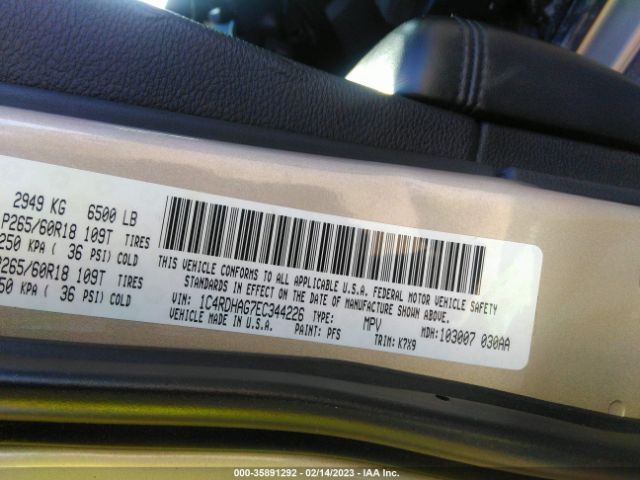 2949 KG 6500 LB
P265/60R18 109T TIRES
250 KPA ( 36 PSI) COLD
P265/60R18 109T TIRES
250 KPA ( 36 PSI) COLD
THIS VEHICLE CONFORMS TO ALL APPLICABLE U.S.A. FEDERAL MOTOR VEHICLE SAFETY
STANDARDS IN EFFECT ON THE DATE OF MANUFACTURE SHOWN ABOVE.
VIN: 1C4RDHAG7EC344226 TYPE: MPV MDH: 103007 030AA
MADE IN U.S.A. PAINT: PFS TRIM: K7X9
000-35891292 - 02/14/2023 - IAA Inc.